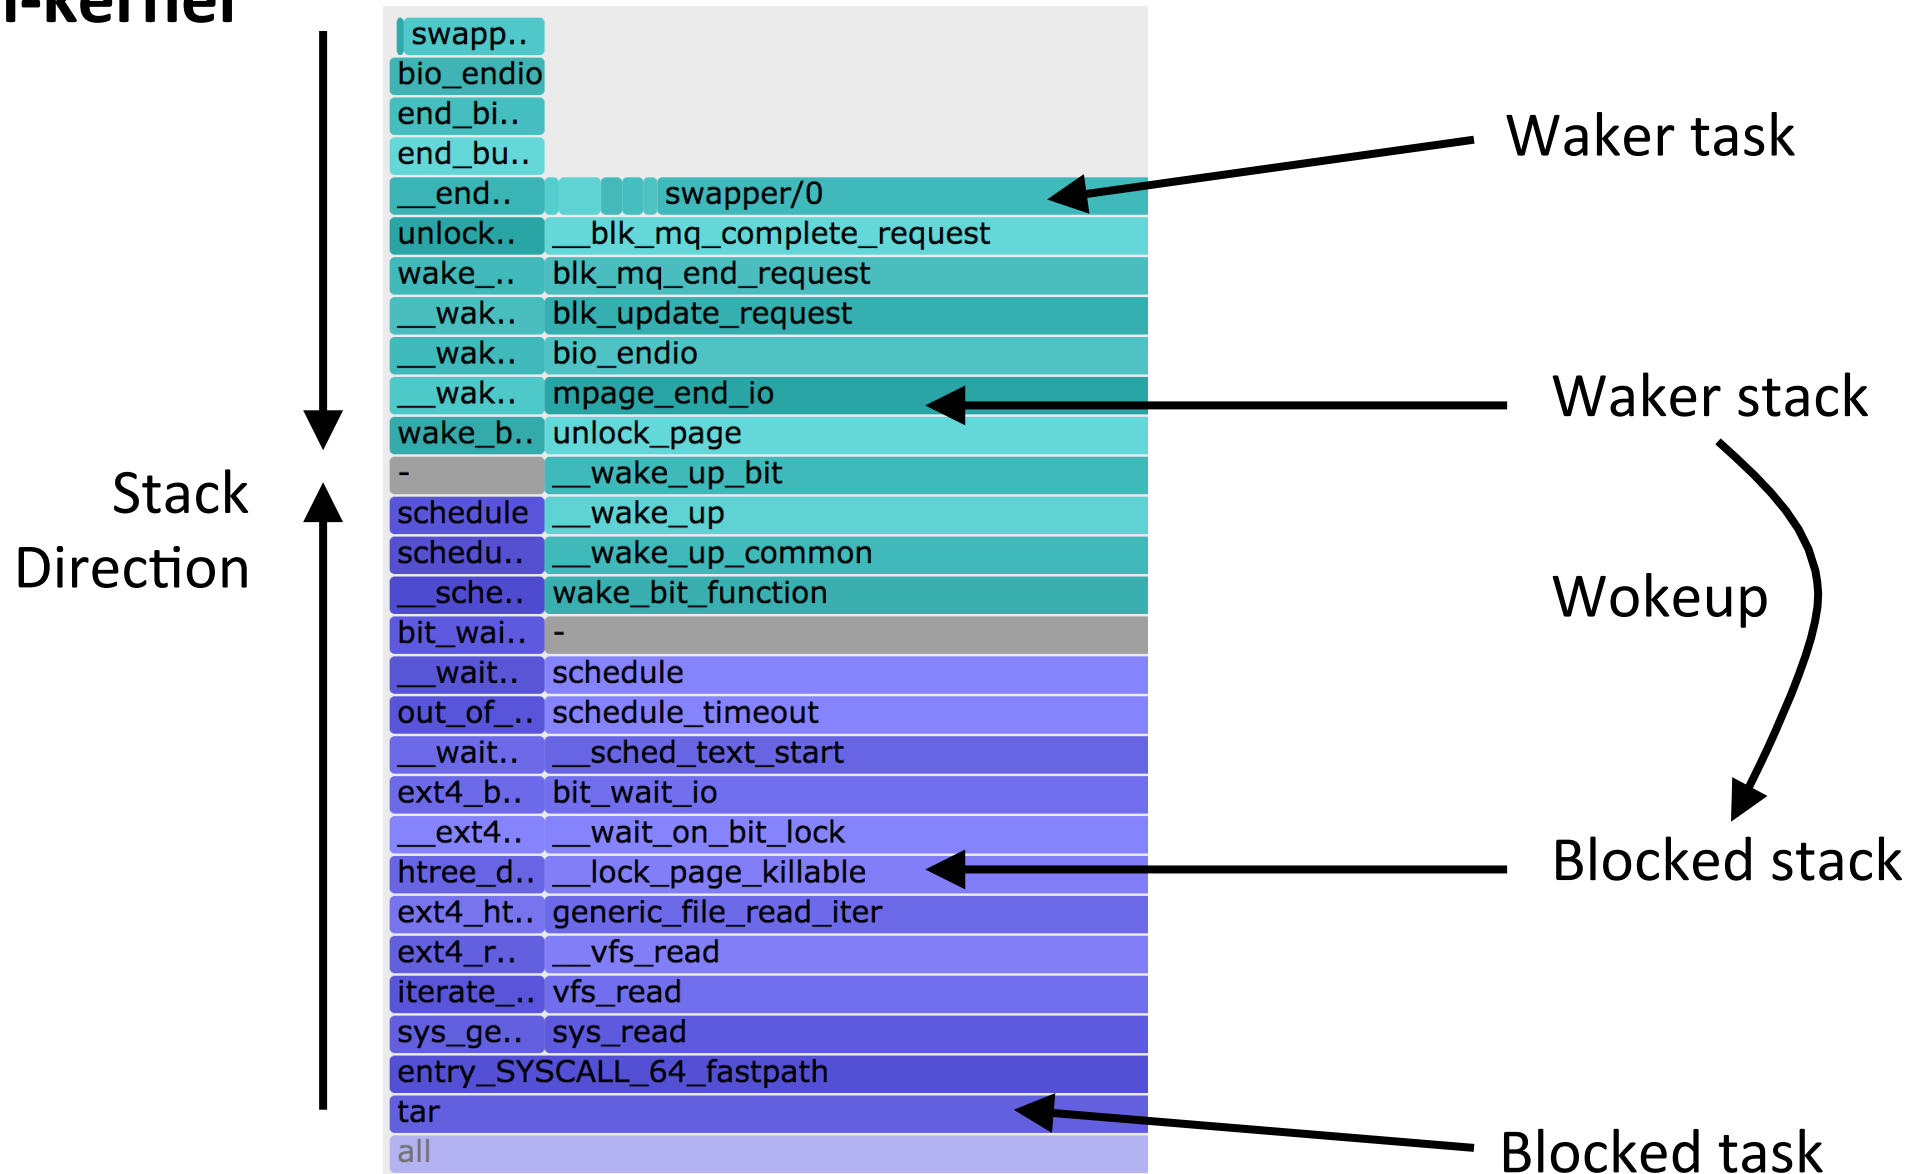 swapp..
bio_endio
end_bi..
end_bu..
__end..
swapper/0
unlock..
__blk_mq_complete_request
wake_..
blk_mq_end_request
__wak..
blk_update_request
__wak..
bio_endio
__wak..
mpage_end_io
wake_b..
unlock_page
-
__wake_up_bit
schedule
__wake_up
schedu..
__wake_up_common
__sche..
wake_bit_function
bit_wai..
-
__wait..
schedule
out_of_..
schedule_timeout
__wait..
__sched_text_start
ext4_b..
bit_wait_io
__ext4..
__wait_on_bit_lock
htree_d..
__lock_page_killable
ext4_ht..
generic_file_read_iter
ext4_r..
__vfs_read
iterate_..
vfs_read
sys_ge..
sys_read
entry_SYSCALL_64_fastpath
tar
all
Stack
Direction
Waker task
Waker stack
Wokeup
Blocked stack
Blocked task